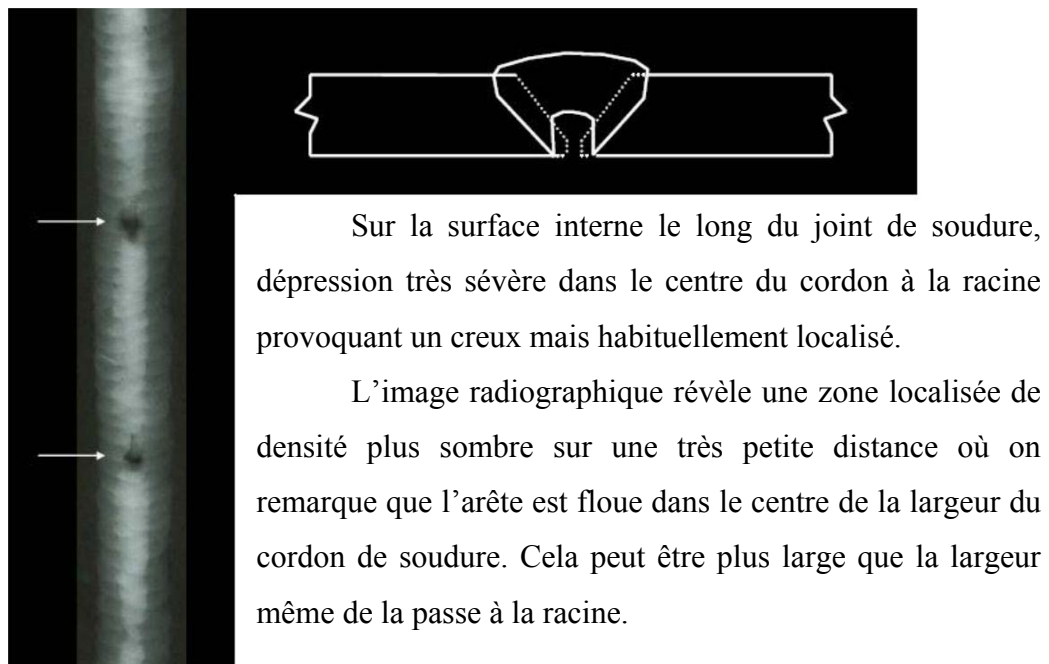 Sur la surface interne le long du joint de soudure,
dépression très sévère dans le centre du cordon à la racine
provoquant un creux mais habituellement localisé.
L’image radiographique révèle une zone localisée de
densité plus sombre sur une très petite distance où on
remarque que l’arête est floue dans le centre de la largeur du
cordon de soudure. Cela peut être plus large que la largeur
même de la passe à la racine.